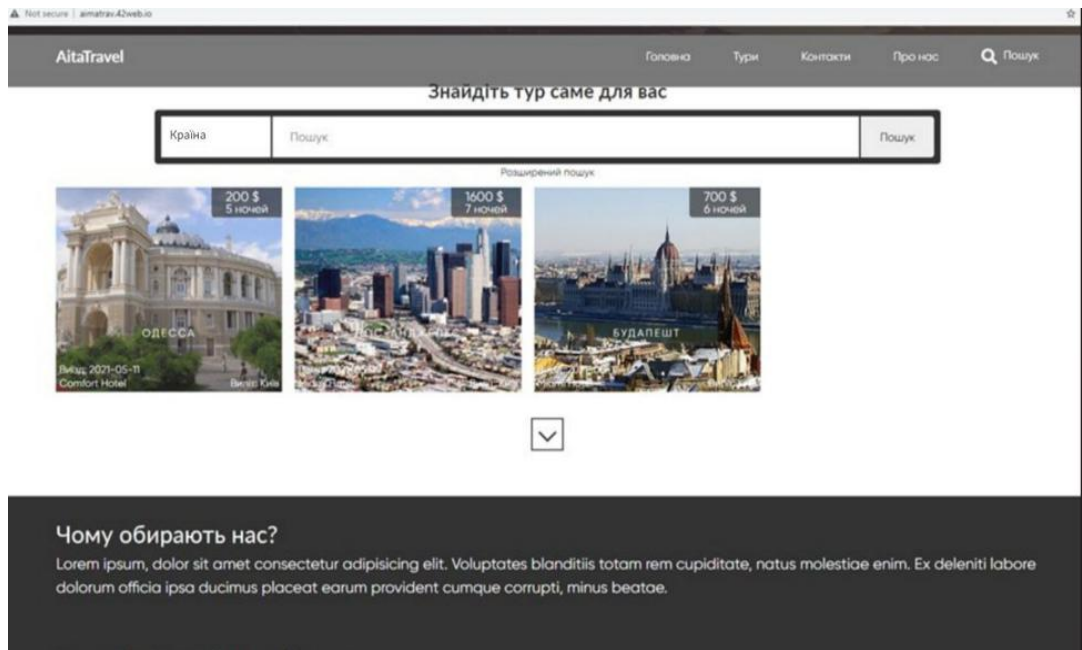 Not secure | aimatrav.42web.io
AitaTravel
Головна Тури Контакти Про нас Пошук
Знайдіть тур саме для вас
Країна Пошук Пошук
Розширений пошук
200 $
5 ночей
ОДЕССА
Виїзд: 2021-05-11
Comfort Hotel Виліт: Київ
1600 $
7 ночей
700 $
6 ночей
БУДАПЕШТ
Чому обирають нас?
Lorem ipsum, dolor sit amet consectetur adipisicing elit. Voluptates blanditiis totam rem cupiditate, natus molestiae enim. Ex deleniti labore
dolorum officia ipsa ducimus placeat earum provident cumque corrupti, minus beatae.